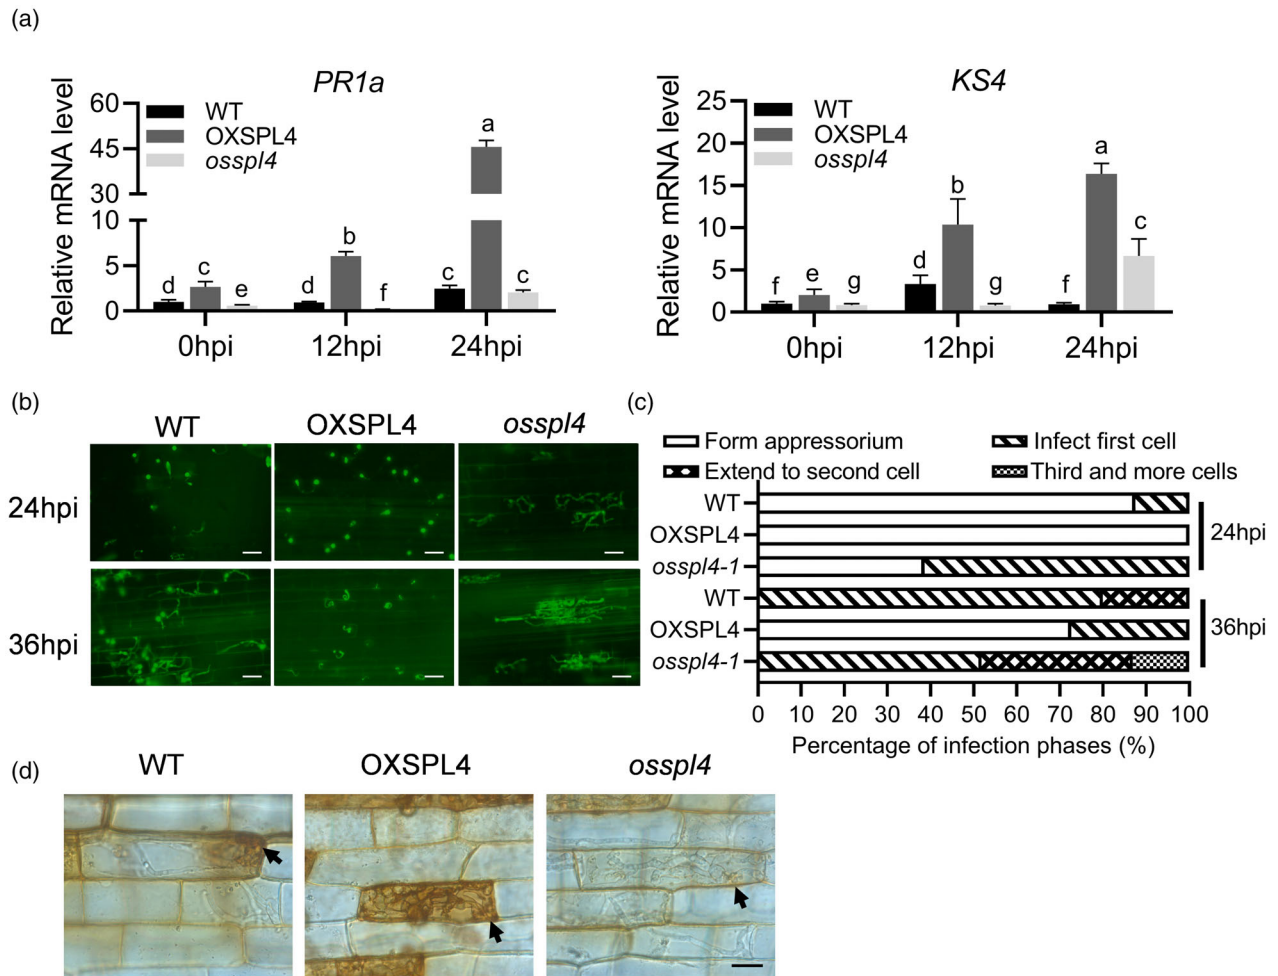 (a)
PR1a
Relative mRNA level
60
45
30
10
5
0
WT
OXSPL4
osspl4
d c e
d b f
c a c
0hpi 12hpi 24hpi
KS4
Relative mRNA level
25
20
15
10
5
0
WT
OXSPL4
osspl4
f e g
d b g
f a c
0hpi 12hpi 24hpi
(b)
WT OXSPL4 osspl4
24hpi
36hpi
(c)
Form appressorium Infect first cell
Extend to second cell Third and more cells
WT
OXSPL4
osspl4-1
24hpi
WT
OXSPL4
osspl4-1
36hpi
0 10 20 30 40 50 60 70 80 90 100
Percentage of infection phases (%)
(d)
WT OXSPL4 osspl4